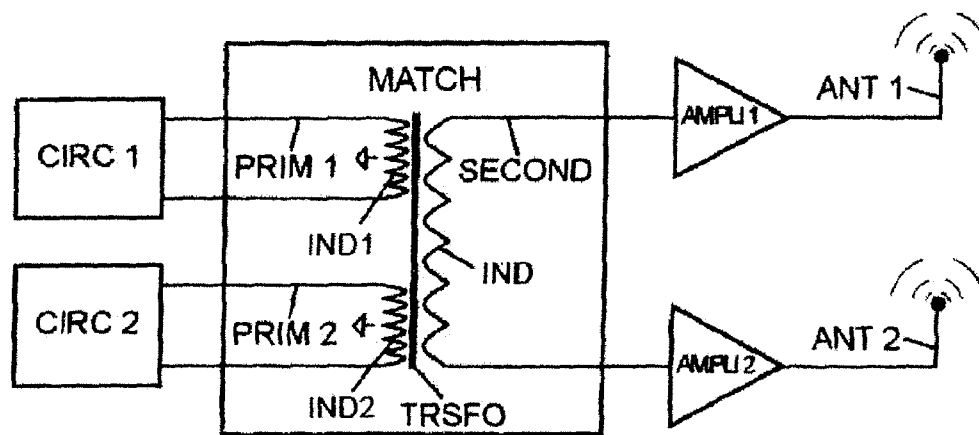 MATCH
CIRC 1
PRIM 1
IND1
SECOND
AMPLI 1
ANT 1
IND
CIRC 2
PRIM 2
IND2
TRSFO
AMPLI 2
ANT 2